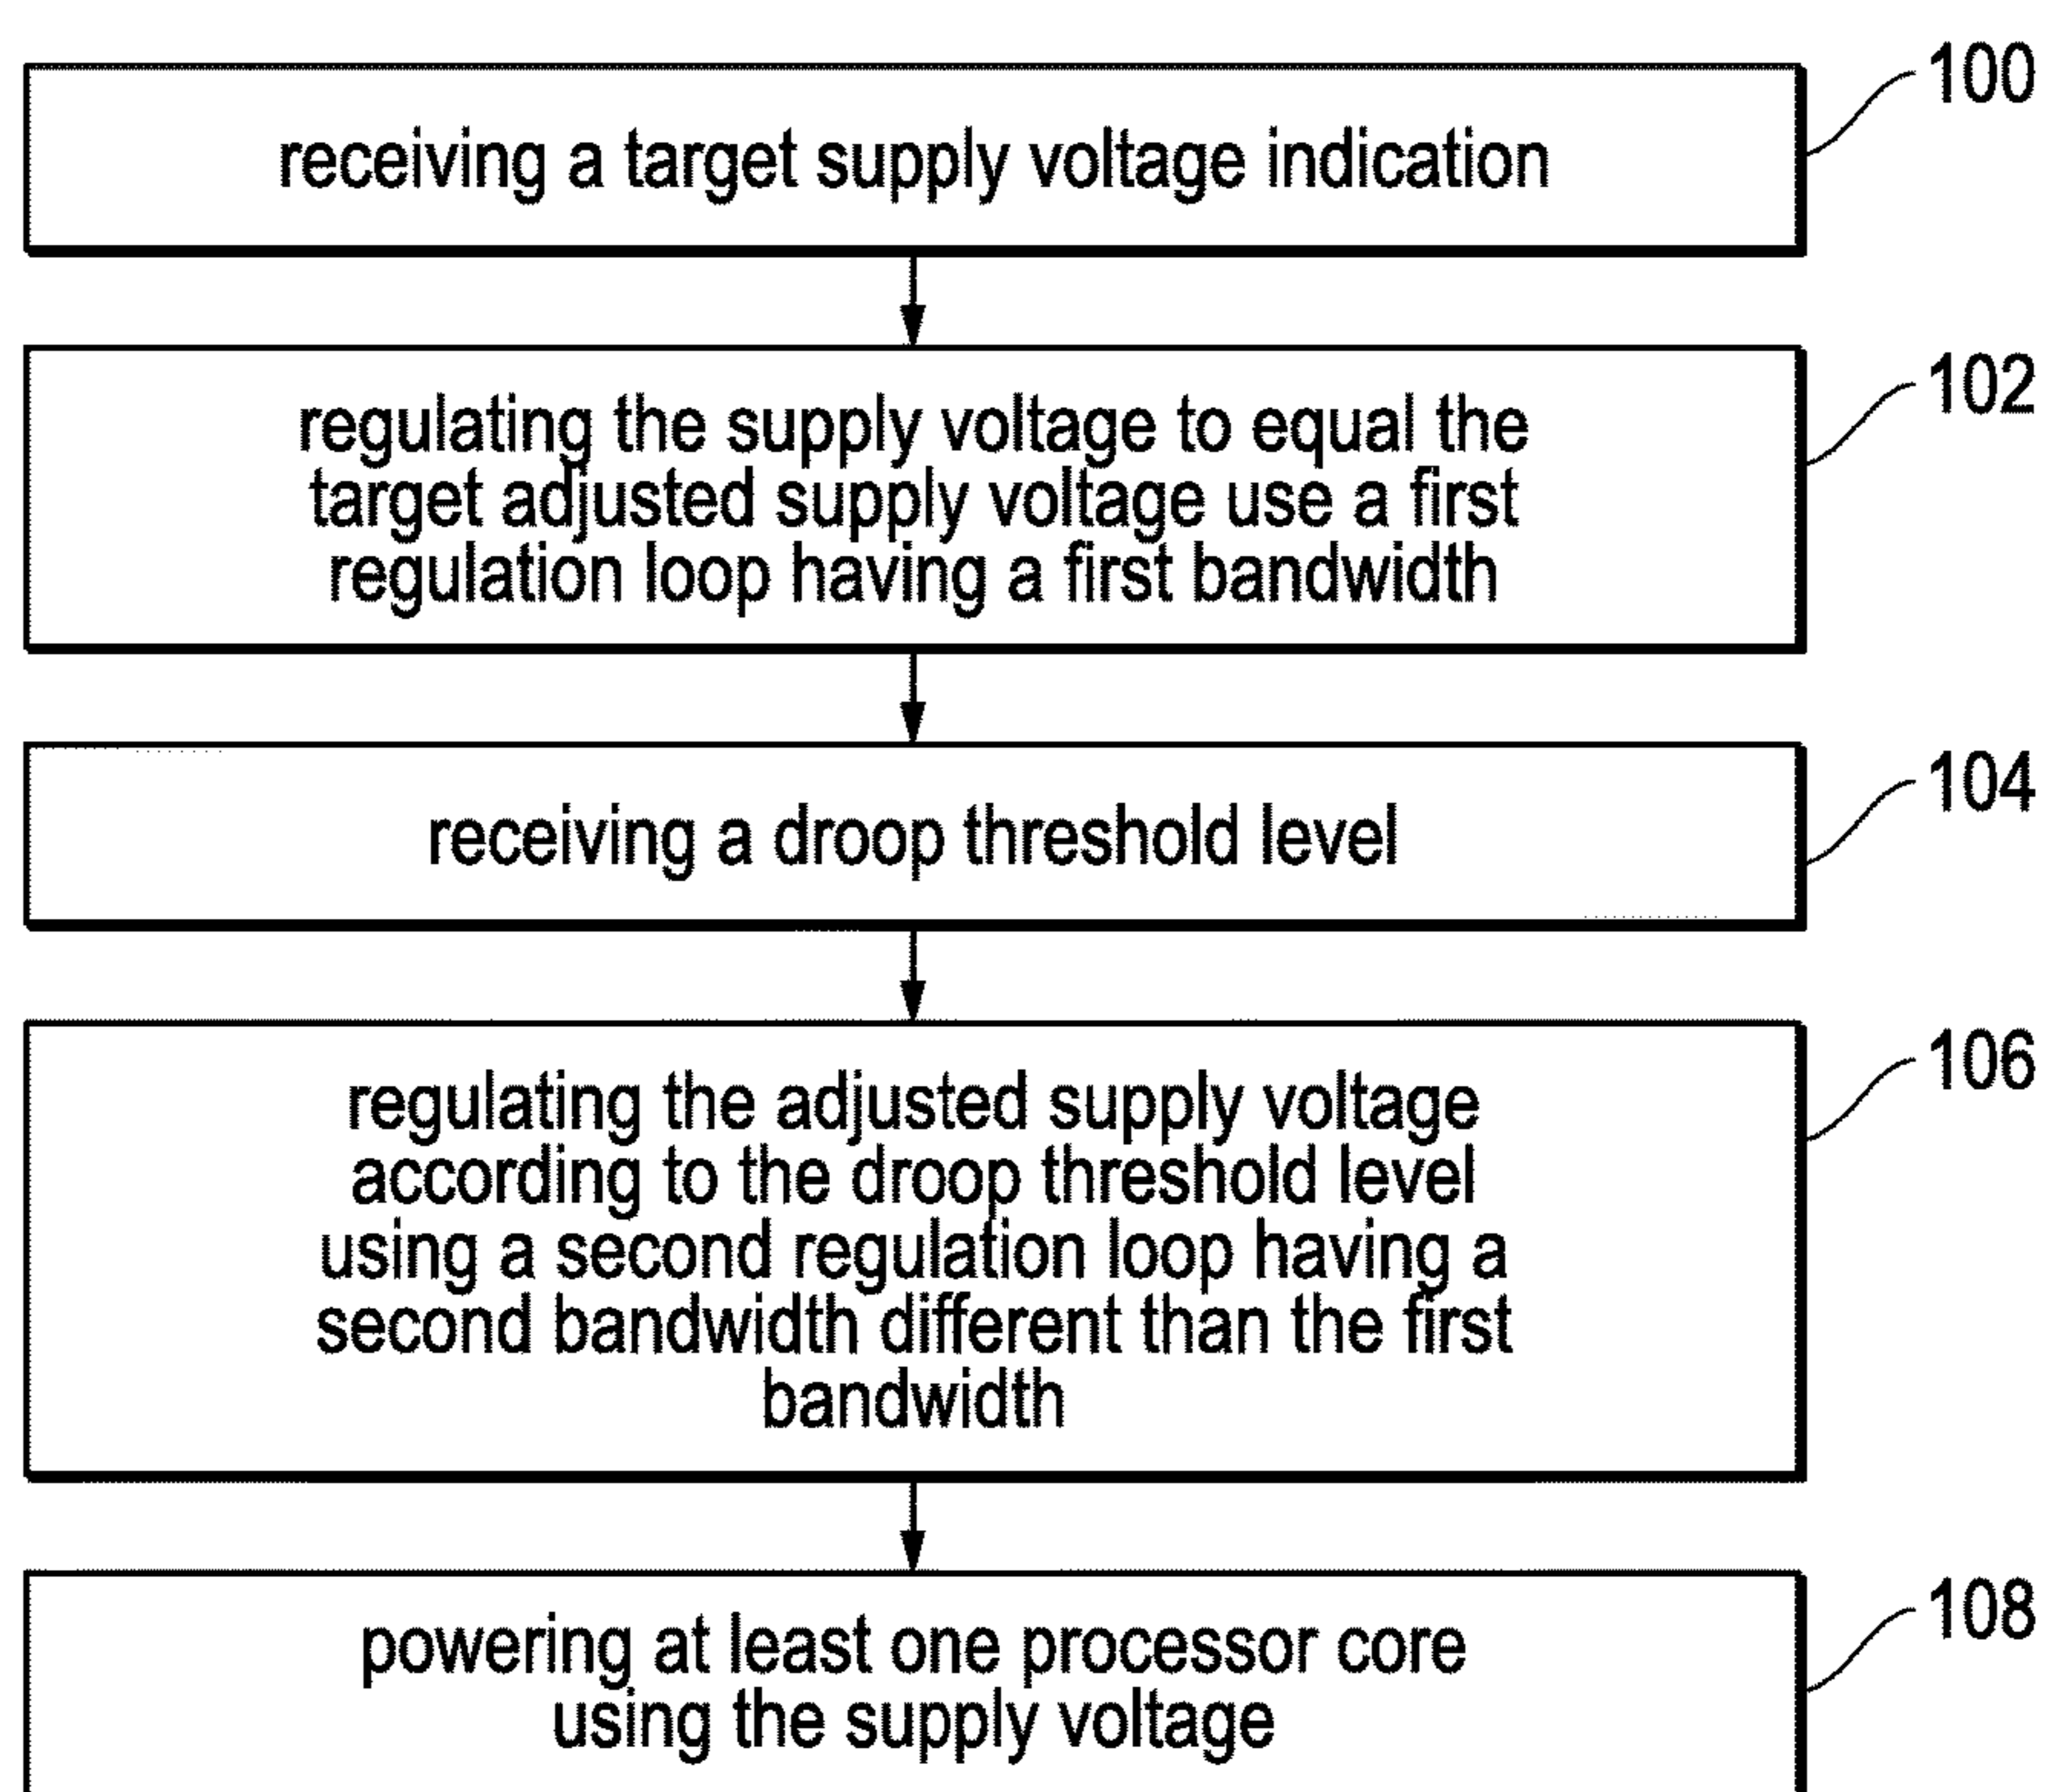 100
receiving a target supply voltage indication
102
regulating the supply voltage to equal the
target adjusted supply voltage use a first
regulation loop having a first bandwidth
104
receiving a droop threshold level
106
regulating the adjusted supply voltage
according to the droop threshold level
using a second regulation loop having a
second bandwidth different than the first
bandwidth
108
powering at least one processor core
using the supply voltage